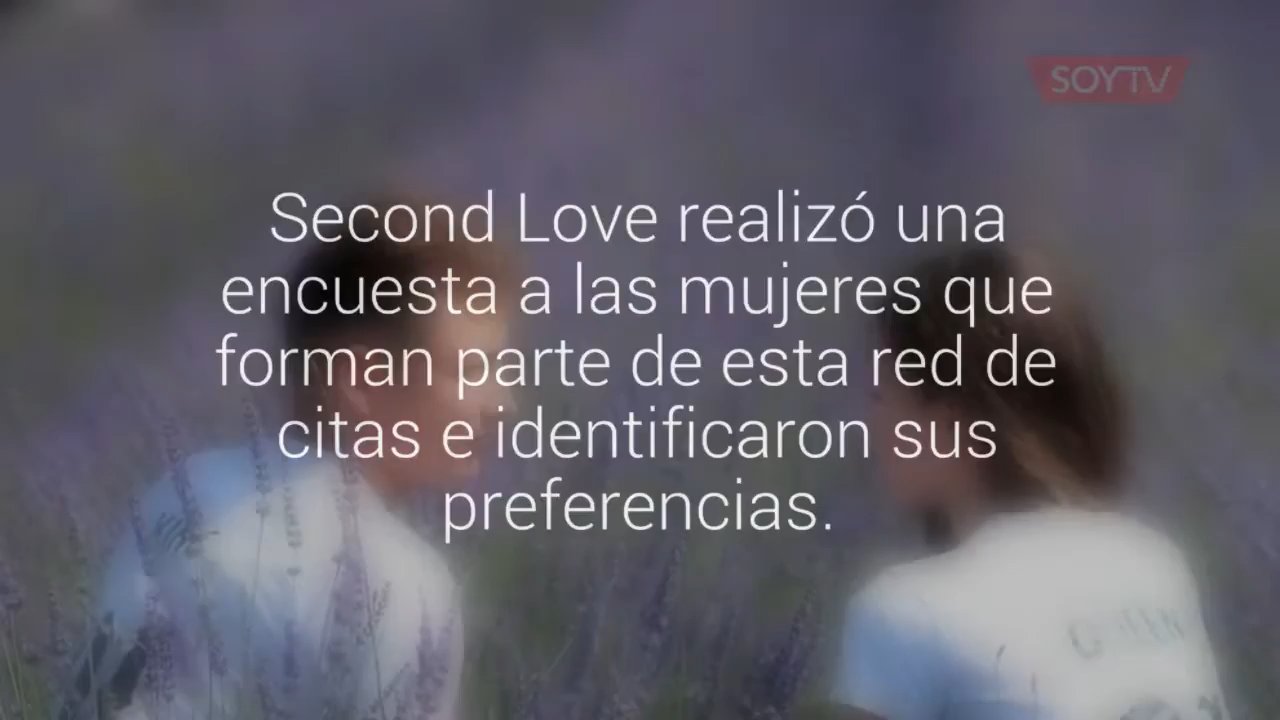 SOYTV
Second Love realizó una
encuesta a las mujeres que
forman parte de esta red de
citas e identificaron sus
preferencias.